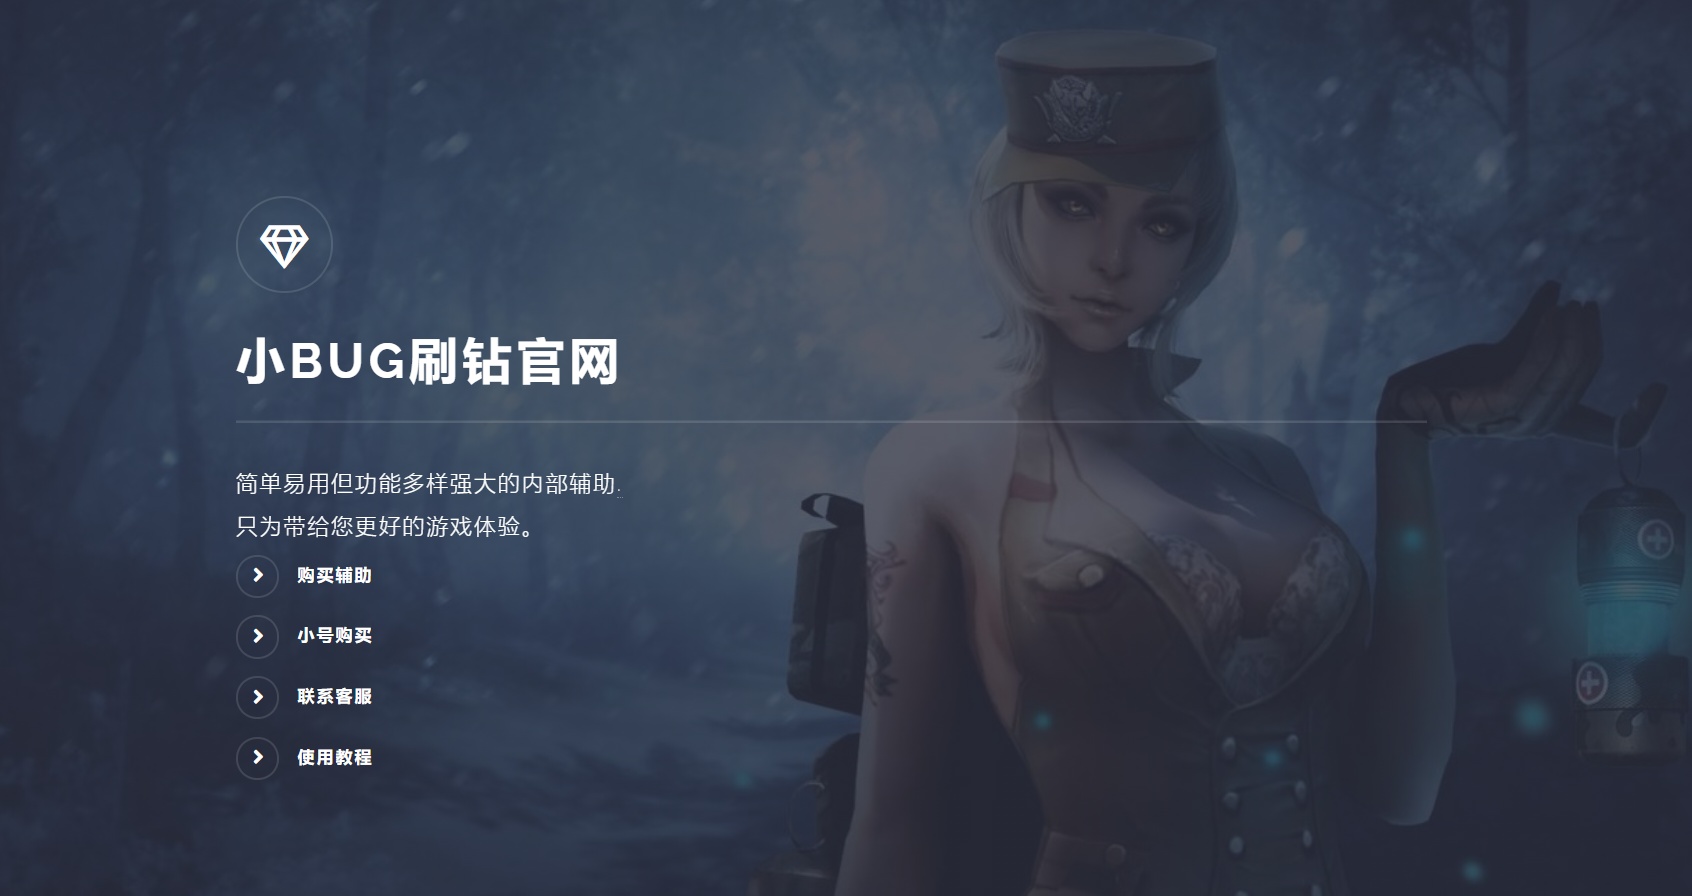 小BUG刷钻官网
简单易用但功能多样强大的内部辅助.
只为带给您更好的游戏体验。
购买辅助
小号购买
联系客服
使用教程